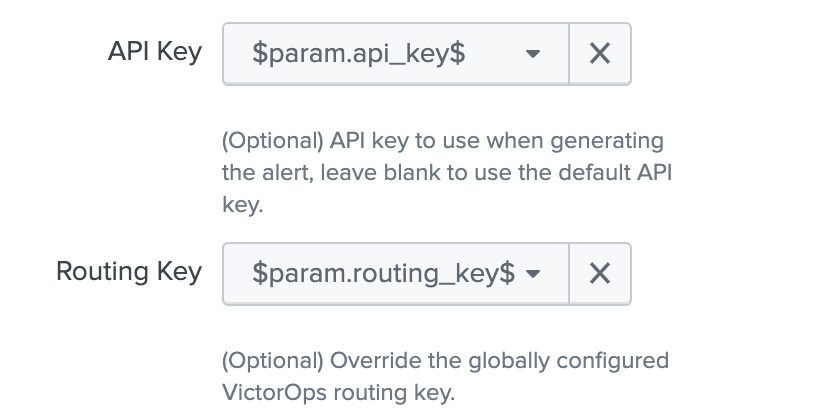 API Key
$param.api_key$
(Optional) API key to use when generating
the alert, leave blank to use the default API
key.
Routing Key
$param.routing_key$
(Optional) Override the globally configured
VictorOps routing key.